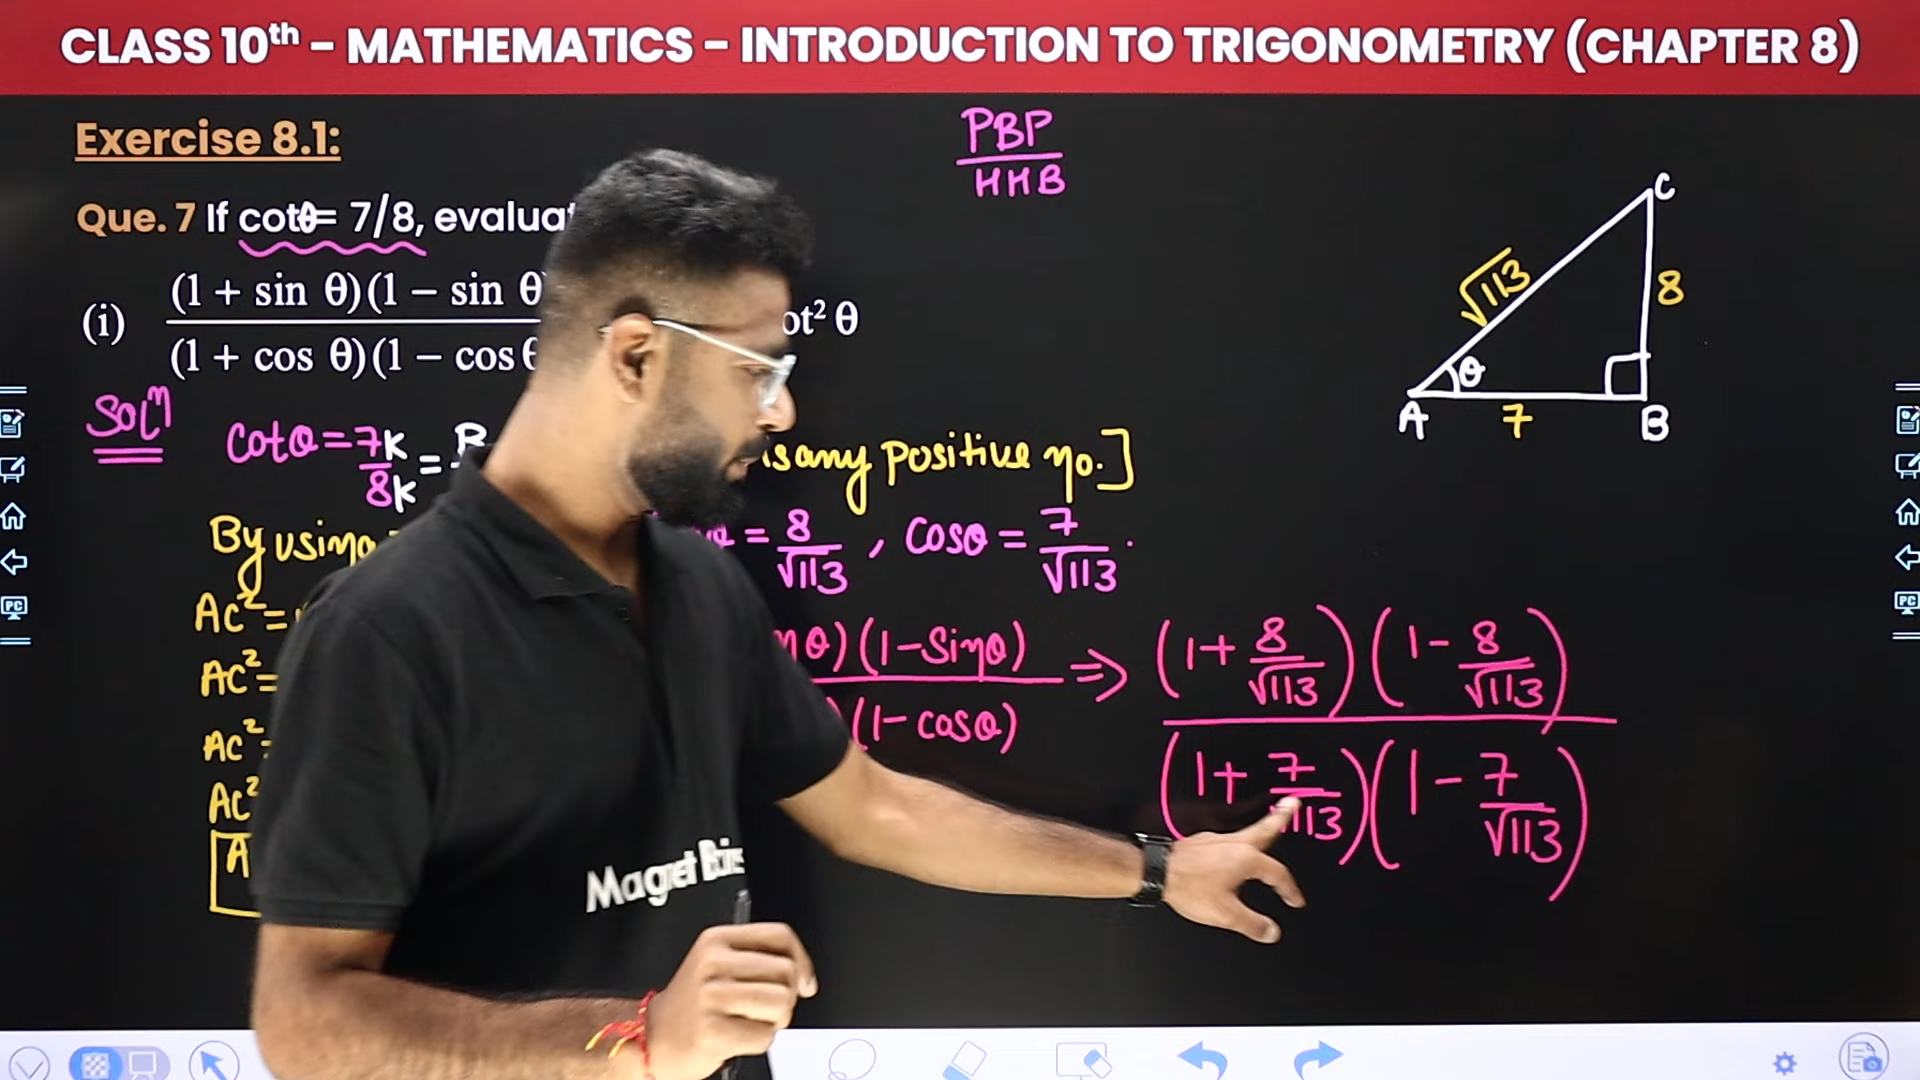 CLASS 10th – MATHEMATICS – INTRODUCTION TO TRIGONOMETRY (CHAPTER 8)
Exercise 8.1:
PBP
HHB
Que. 7 If cotθ= 7/8,
(i) (1 + sin θ)(1 − sin θ)
(1 + cos θ)(1 − cos θ
ot² θ
C
√113
8
θ
A 7 B
Solⁿ
Cotθ = 7K/8K =
is any positive no.]
By using
= 8/√113 , Cosθ = 7/√113 .
AC² =
AC² =
AC² =
AC²
A
θ)(1-Sinθ) ⇒ (1+ 8/√113)(1- 8/√113)
)(1-cosθ) (1+ 7/√113)(1- 7/√113)
Magnet Brains
PC
PC